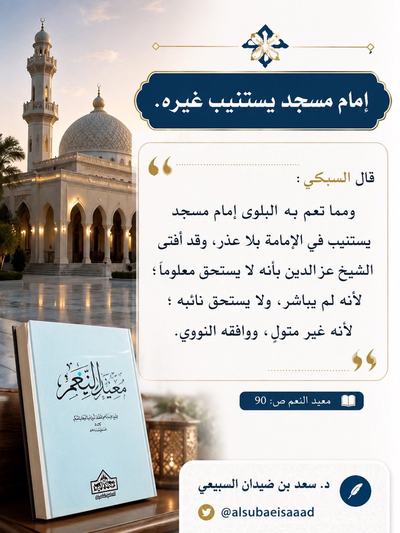 إمام مسجد يستنيب غيره.
قال السبكي :
ومما تعم به البلوى إمام مسجد
يستنيب في الإمامة بلا عذر، وقد أفتى
الشيخ عز الدين بأنه لا يستحق معلوماً ؛
لأنه لم يباشر، ولا يستحق نائبه ؛
لأنه غير متولٍ، ووافقه النووي.
معيد النعم ص: 90
مُعِيدُ النِّعَمِ
د. سعد بن ضيدان السبيعي
@alsubaeisaaad